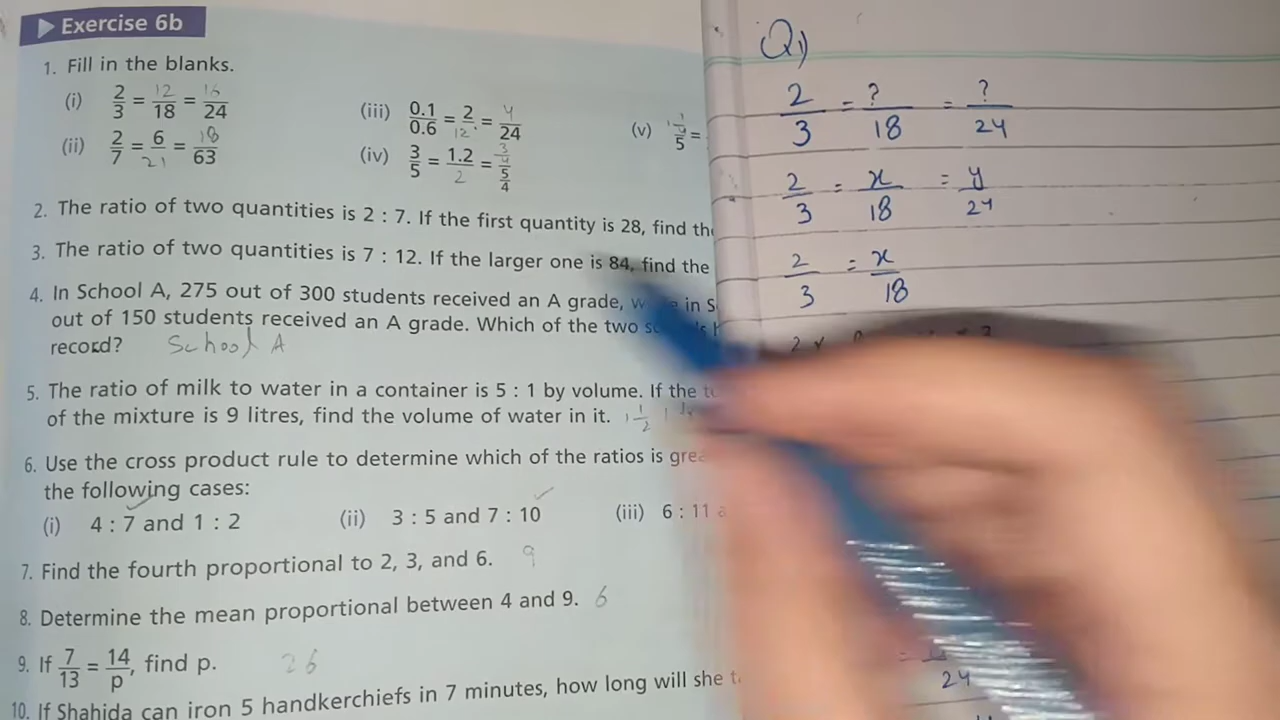 Exercise 6b
1. Fill in the blanks.
(i) 2/3 = 12/18 = 16/24
(iii) 0.1/0.6 = 2/12 = 4/24
(v)
(ii) 2/7 = 6/21 = 18/63
(iv) 3/5 = 1.2/2 = 3/4/5/4
2. The ratio of two quantities is 2 : 7. If the first quantity is 28, find
3. The ratio of two quantities is 7 : 12. If the larger one is 84, find the
4. In School A, 275 out of 300 students received an A grade, in
out of 150 students received an A grade. Which of the two
record? School A
5. The ratio of milk to water in a container is 5 : 1 by volume. If the
of the mixture is 9 litres, find the volume of water in it. 1 1/2
6. Use the cross product rule to determine which of the ratios is
the following cases:
(i) 4 : 7 and 1 : 2
(ii) 3 : 5 and 7 : 10
(iii) 6 : 11
7. Find the fourth proportional to 2, 3, and 6. 9
8. Determine the mean proportional between 4 and 9. 6
9. If 7/13 = 14/p, find p. 26
10. If Shahida can iron 5 handkerchiefs in 7 minutes, how long will she
Q1)
2/3 = ?/18 = ?/24
2/3 = x/18 = y/24
2/3 = x/18
24